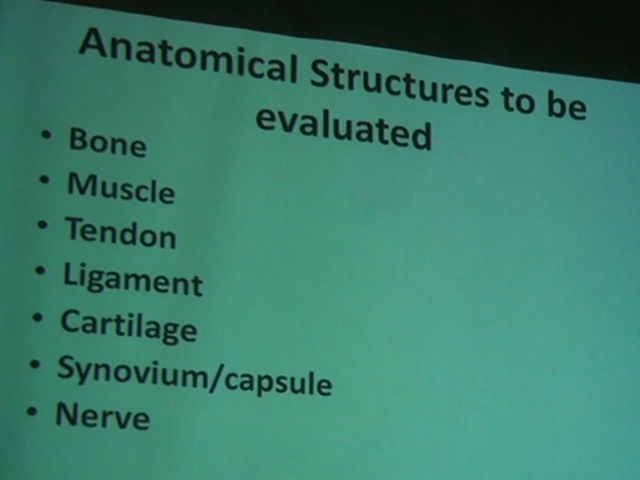 Anatomical Structures to be
evaluated
• Bone
• Muscle
• Tendon
• Ligament
• Cartilage
• Synovium/capsule
• Nerve